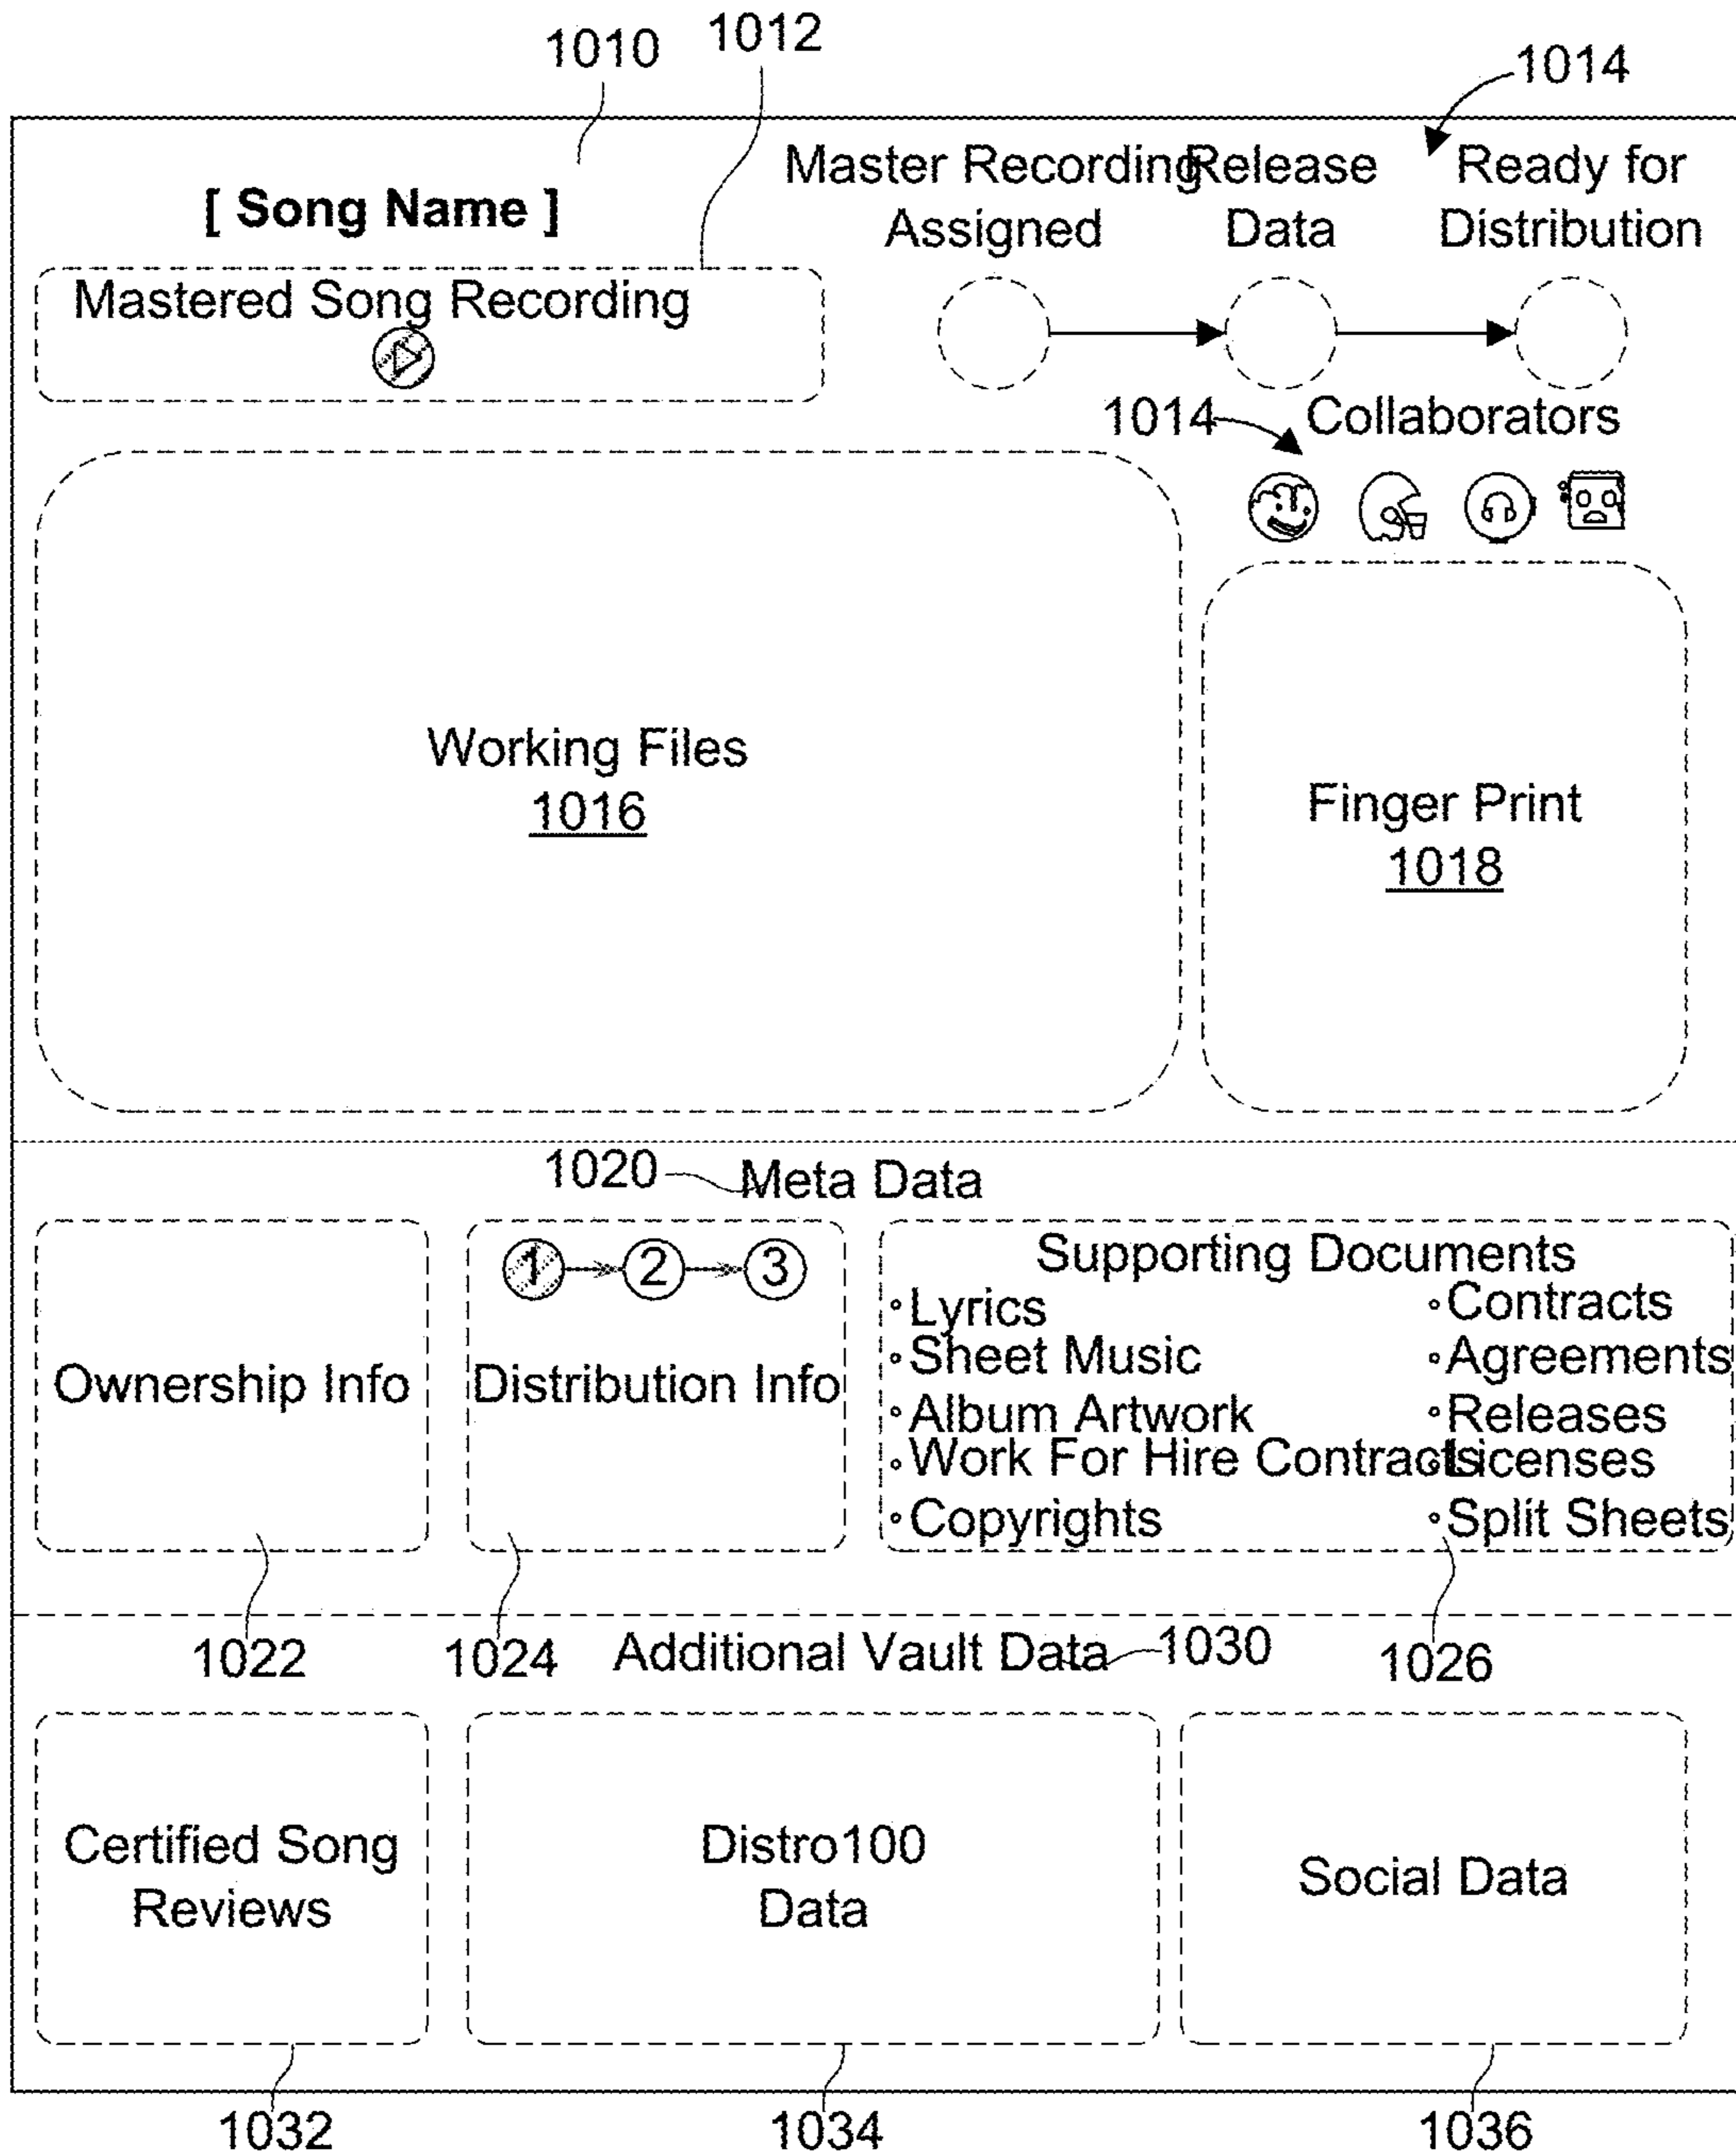 1010
1012
1014
[ Song Name ]
Master Recording
Assigned
Release
Data
Ready for
Distribution
Mastered Song Recording
1014
Collaborators
Working Files
1016
Finger Print
1018
1020
Meta Data
Ownership Info
1
2
3
Distribution Info
Supporting Documents
Lyrics
Sheet Music
Album Artwork
Work For Hire Contracts
Copyrights
Contracts
Agreements
Releases
Licenses
Split Sheets
1022
1024
Additional Vault Data
1030
1026
Certified Song
Reviews
Distro100
Data
Social Data
1032
1034
1036